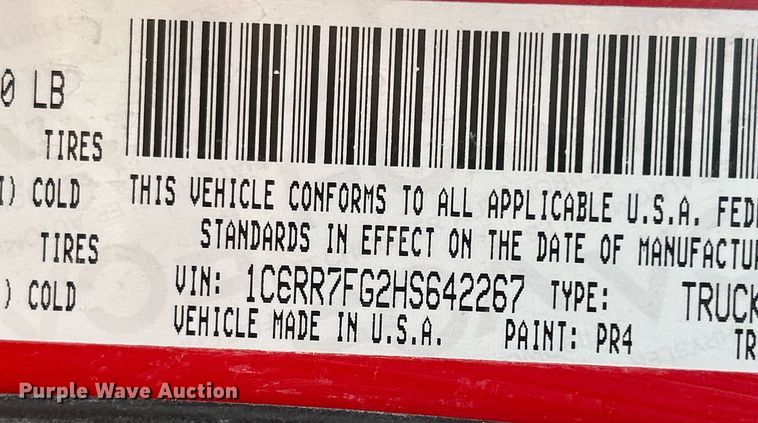 0 LB
TIRES
) COLD
TIRES
) COLD
THIS VEHICLE CONFORMS TO ALL APPLICABLE U.S.A. FED
STANDARDS IN EFFECT ON THE DATE OF MANUFACTU
VIN: 1C6RR7FG2HS642267 TYPE: TRUCK
VEHICLE MADE IN U.S.A. PAINT: PR4 TR
Purple Wave Auction